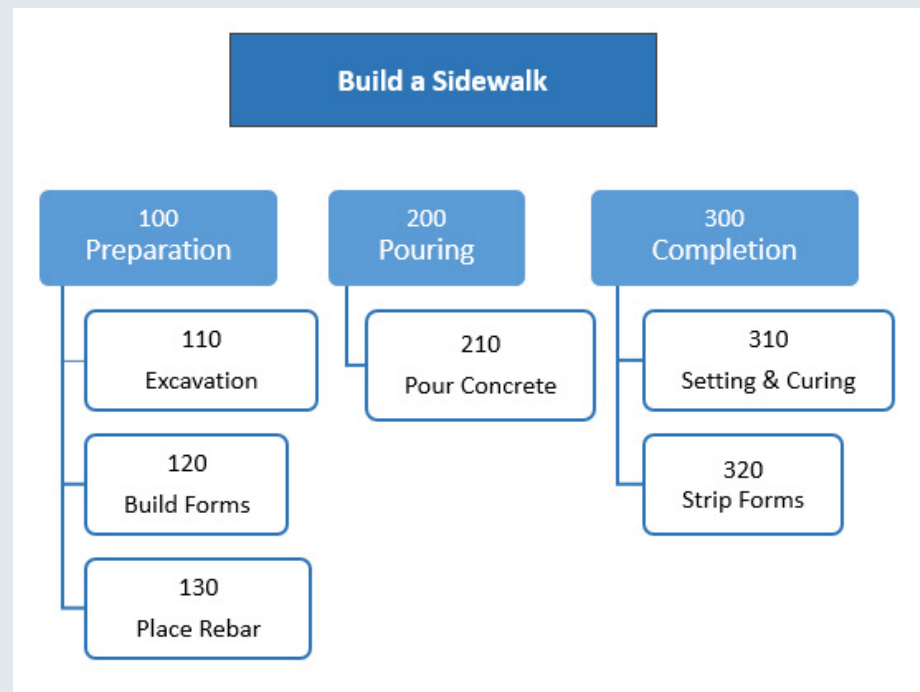 Build a Sidewalk
100
Preparation
110
Excavation
120
Build Forms
130
Place Rebar
200
Pouring
210
Pour Concrete
300
Completion
310
Setting & Curing
320
Strip Forms